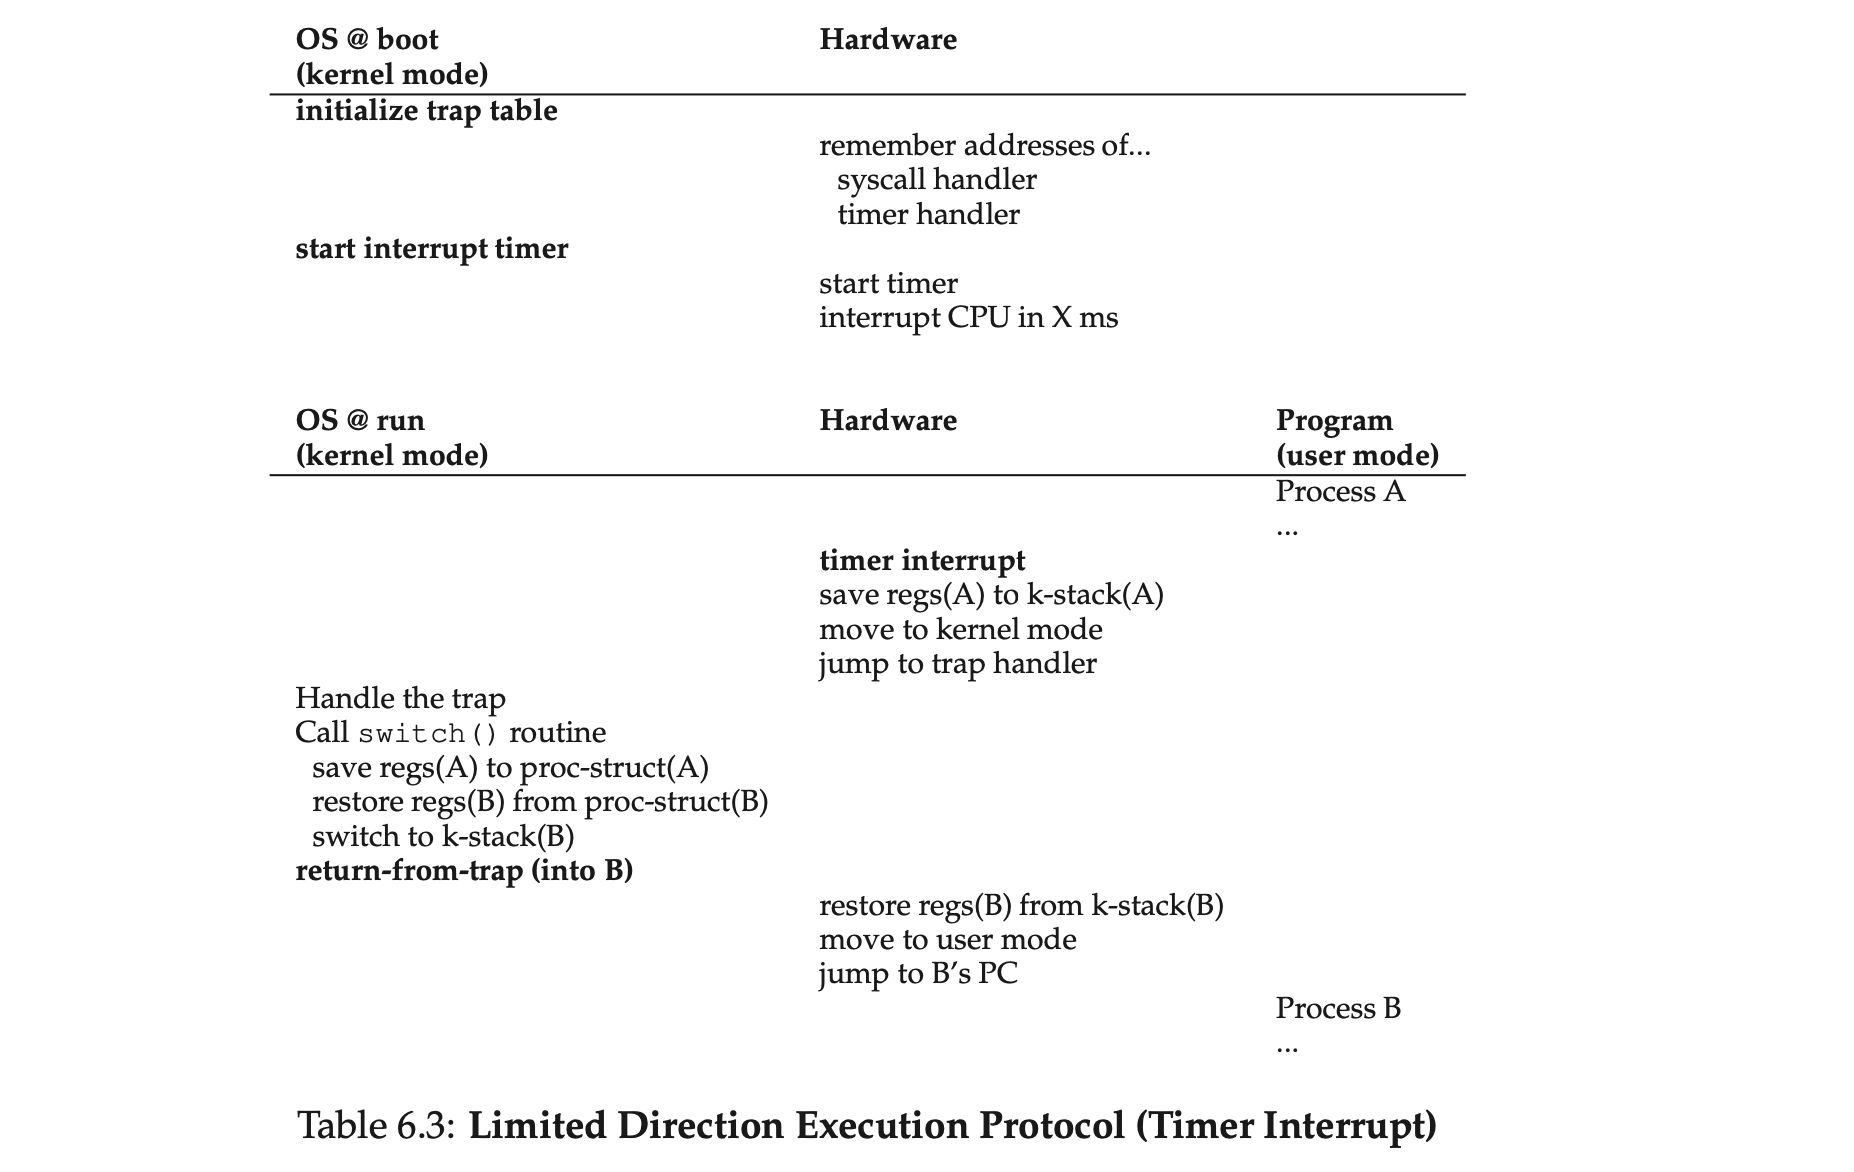 OS @ boot Hardware
(kernel mode)
initialize trap table
remember addresses of...
syscall handler
timer handler
start interrupt timer
start timer
interrupt CPU in X ms
OS @ run Hardware Program
(kernel mode) (user mode)
Process A
...
timer interrupt
save regs(A) to k-stack(A)
move to kernel mode
jump to trap handler
Handle the trap
Call switch() routine
save regs(A) to proc-struct(A)
restore regs(B) from proc-struct(B)
switch to k-stack(B)
return-from-trap (into B)
restore regs(B) from k-stack(B)
move to user mode
jump to B’s PC
Process B
...
Table 6.3: Limited Direction Execution Protocol (Timer Interrupt)